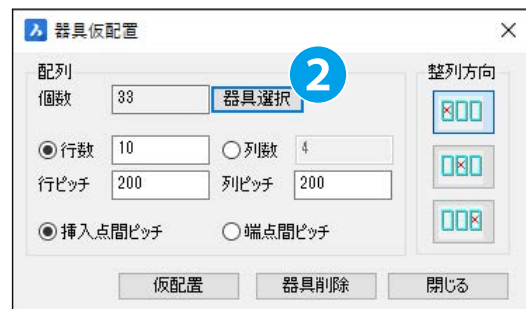 器具仮配置
配列
個数 33 器具選択 2
行数 10 列数 4
行ピッチ 200 列ピッチ 200
挿入点間ピッチ 端点間ピッチ
整列方向
仮配置 器具削除 閉じる